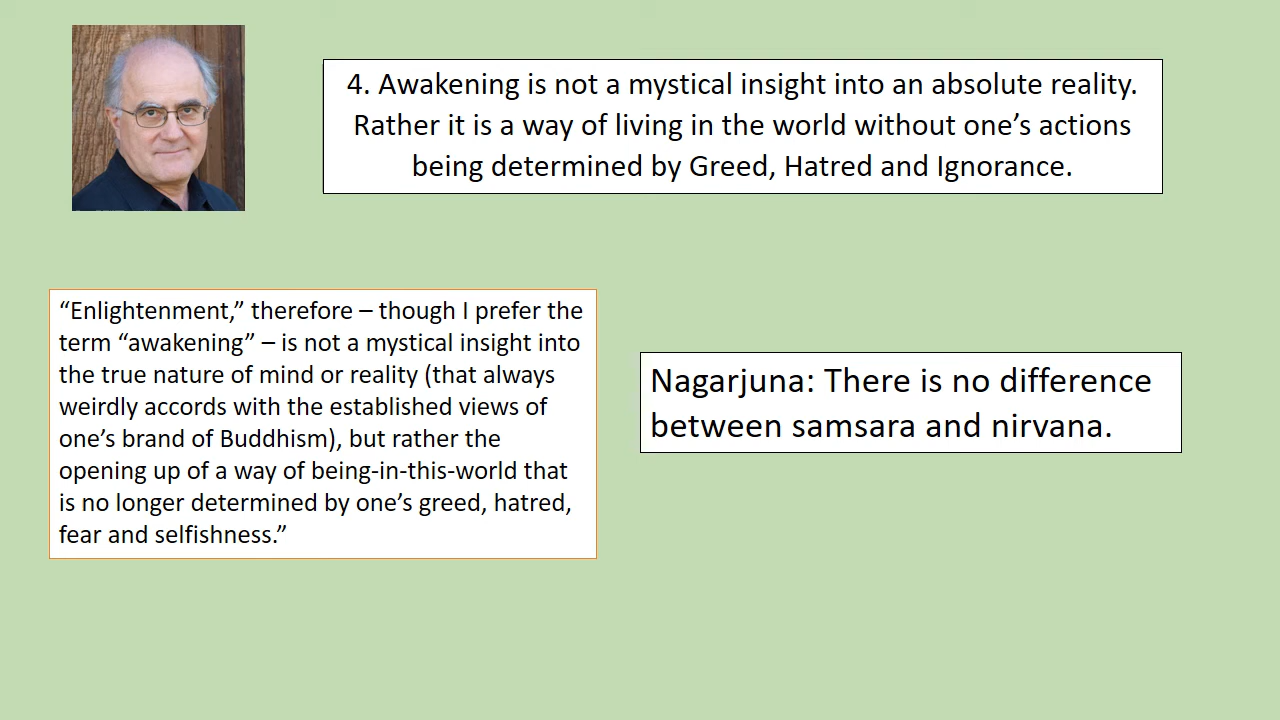 4. Awakening is not a mystical insight into an absolute reality.
Rather it is a way of living in the world without one’s actions
being determined by Greed, Hatred and Ignorance.
“Enlightenment,” therefore – though I prefer the
term “awakening” – is not a mystical insight into
the true nature of mind or reality (that always
weirdly accords with the established views of
one’s brand of Buddhism), but rather the
opening up of a way of being-in-this-world that
is no longer determined by one’s greed, hatred,
fear and selfishness.”
Nagarjuna: There is no difference
between samsara and nirvana.